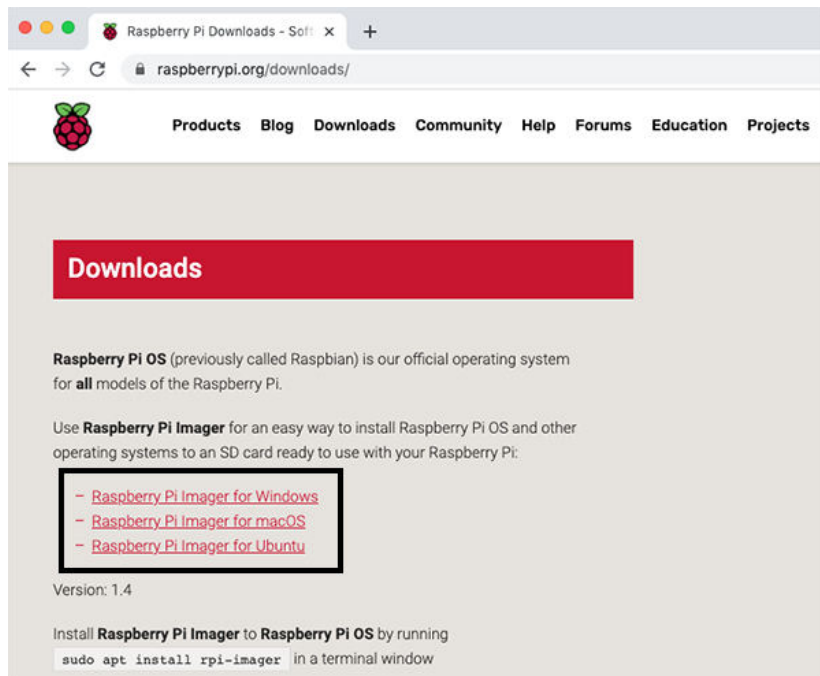 Raspberry Pi Downloads - Sof
raspberrypi.org/downloads/
Products Blog Downloads Community Help Forums Education Projects
Downloads
Raspberry Pi OS (previously called Raspbian) is our official operating system
for all models of the Raspberry Pi.
Use Raspberry Pi Imager for an easy way to install Raspberry Pi OS and other
operating systems to an SD card ready to use with your Raspberry Pi:
– Raspberry Pi Imager for Windows
– Raspberry Pi Imager for macOS
– Raspberry Pi Imager for Ubuntu
Version: 1.4
Install Raspberry Pi Imager to Raspberry Pi OS by running
sudo apt install rpi-imager in a terminal window